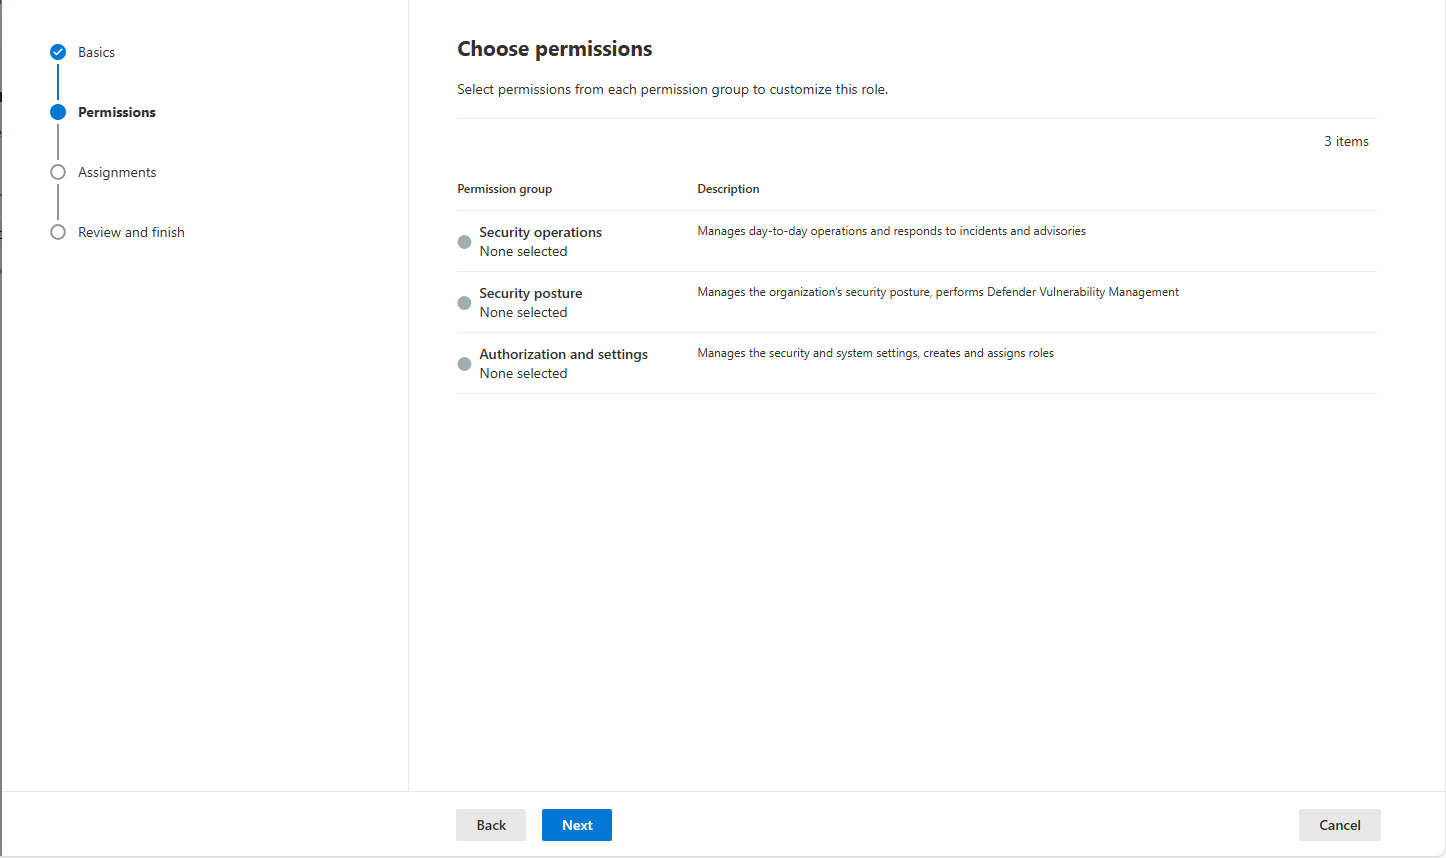 Basics
Permissions
Assignments
Review and finish
Choose permissions
Select permissions from each permission group to customize this role.
3 items
Permission group Description
Security operations
None selected
Manages day-to-day operations and responds to incidents and advisories
Security posture
None selected
Manages the organization's security posture, performs Defender Vulnerability Management
Authorization and settings
None selected
Manages the security and system settings, creates and assigns roles
Back Next Cancel